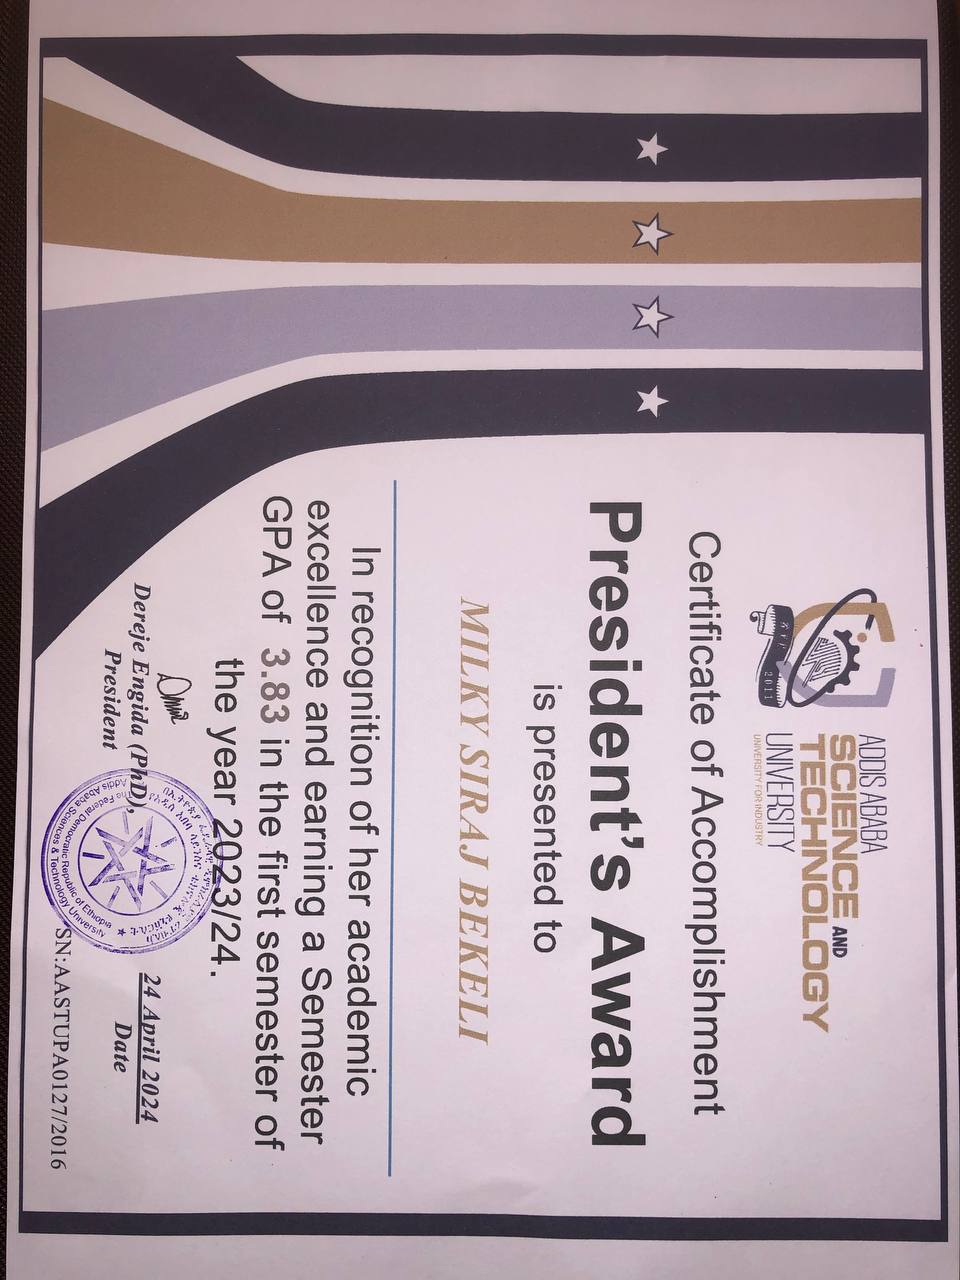 ADDIS ABABA
SCIENCE AND
TECHNOLOGY
UNIVERSITY
UNIVERSITY FOR INDUSTRY
2011
Certificate of Accomplishment
President's Award
is presented to
MILKY SIRAJ BEKELI
In recognition of her academic
excellence and earning a Semester
GPA of 3.83 in the first semester of
the year 2023/24.
Dereje Engida (PhD),
President
24 April 2024
Date
The Federal Democratic Republic of Ethiopia
Addis Ababa Sciences & Technology University
SN:AASTUPA0127/2016